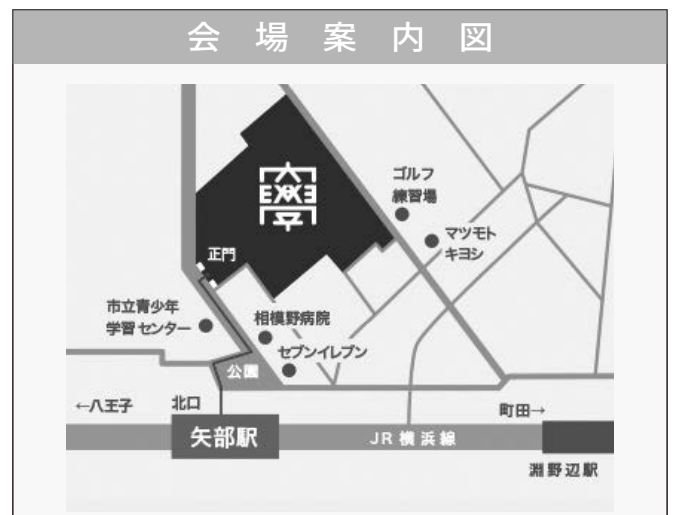 会場案内図
ゴルフ
練習場
マツモト
キヨシ
正門
市立青少年
学習センター
相模野病院
セブンイレブン
公園
←八王子
北口
町田→
矢部駅
JR横浜線
淵野辺駅